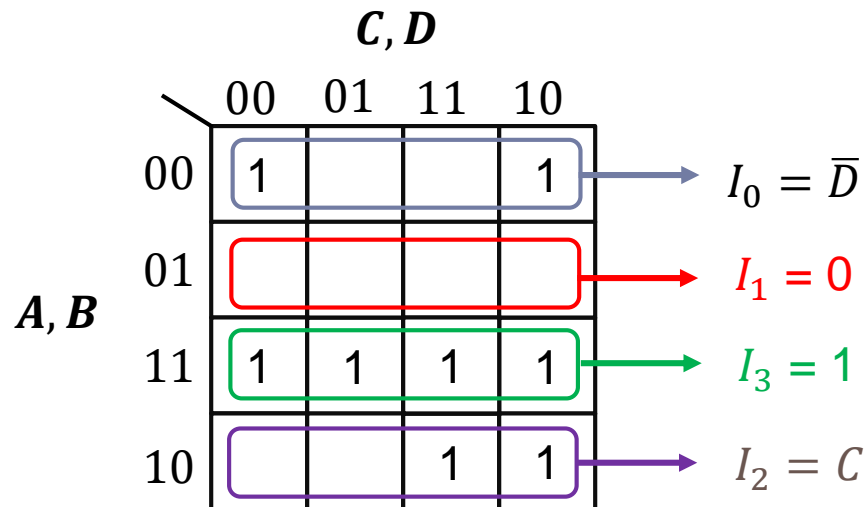 C, D
00 01 11 10
00 1 1 I₀ = D̅
01 I₁ = 0
A, B
11 1 1 1 1 I₃ = 1
10 1 1 I₂ = C